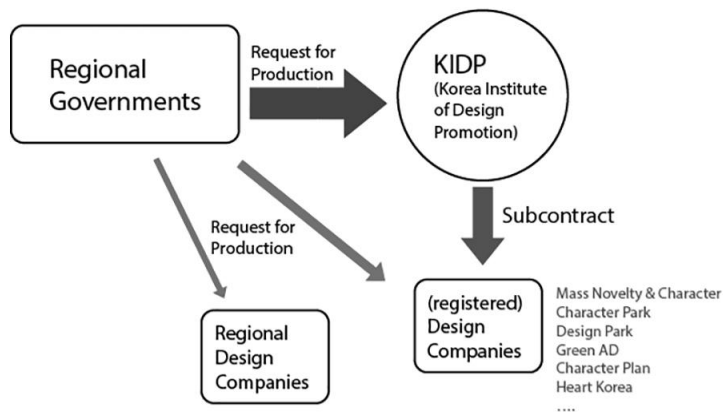 Regional
Governments
Request for
Production
KIDP
(Korea Institute
of Design
Promotion)
Subcontract
Request for
Production
Regional
Design
Companies
(registered)
Design
Companies
Mass Novelty & Character
Character Park
Design Park
Green AD
Character Plan
Heart Korea
....